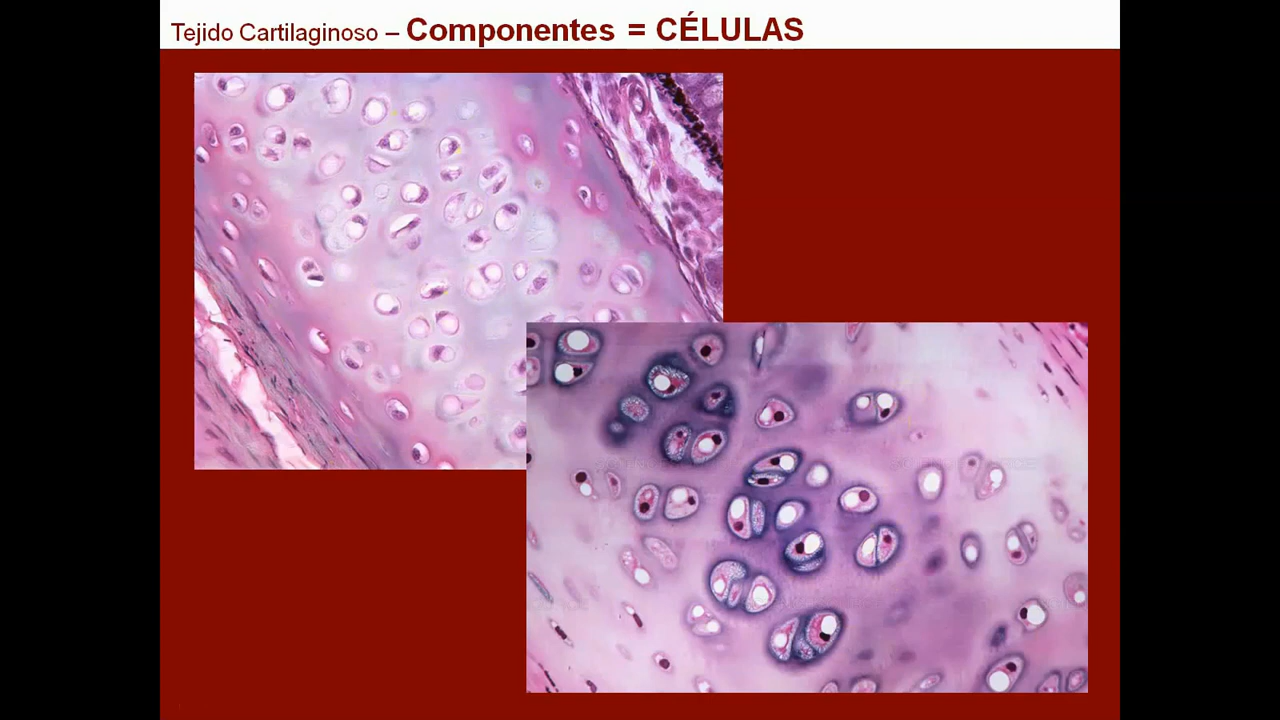 Tejido Cartilaginoso – Componentes = CÉLULAS